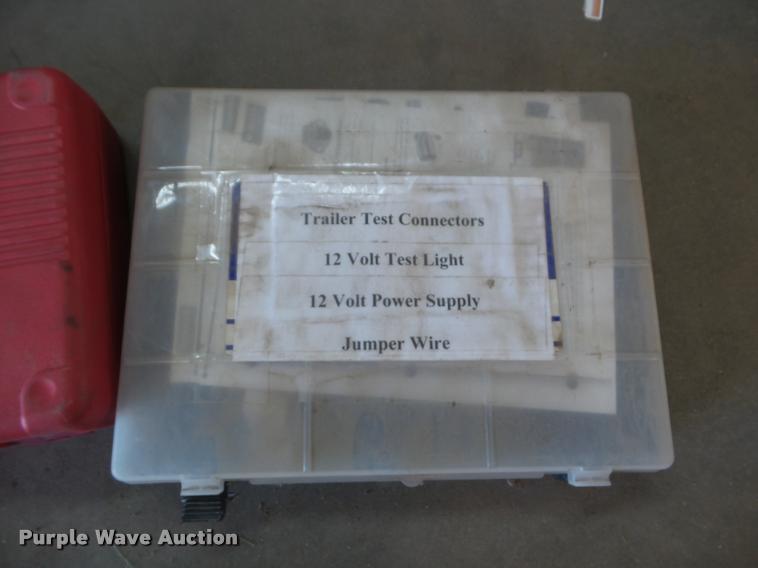 Trailer Test Connectors
12 Volt Test Light
12 Volt Power Supply
Jumper Wire
Purple Wave Auction